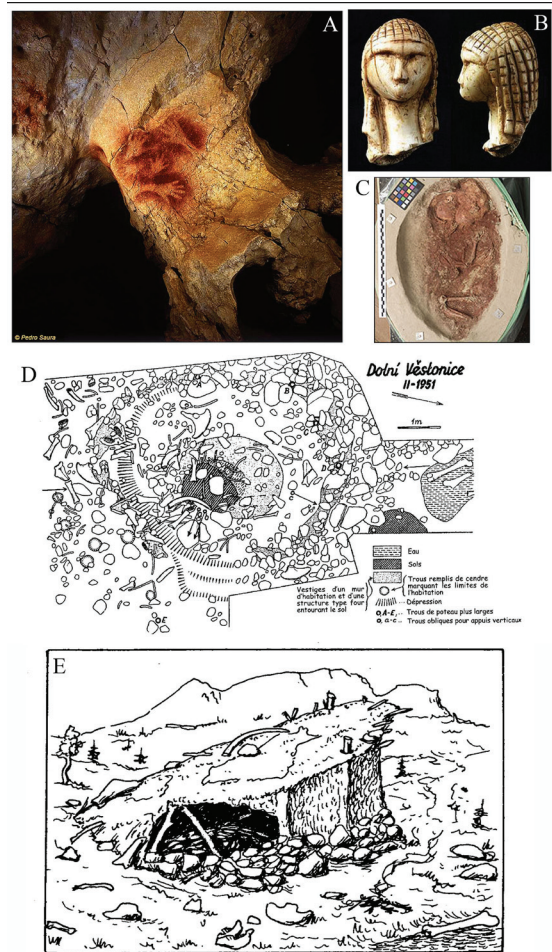 A
B
C
© Pedro Saura
D
Dolní Věstonice
II-1951
1m
A
B
E
Eau
Sols
Trous remplis de cendre
marquant les limites de
l'habitation
Vestiges d'un mur
d'habitation et d'une
structure type four
entourant le sol
Dépression
O, A-E, Trous de poteau plus larges
o, a-c Trous obliques pour appuis verticaux
E